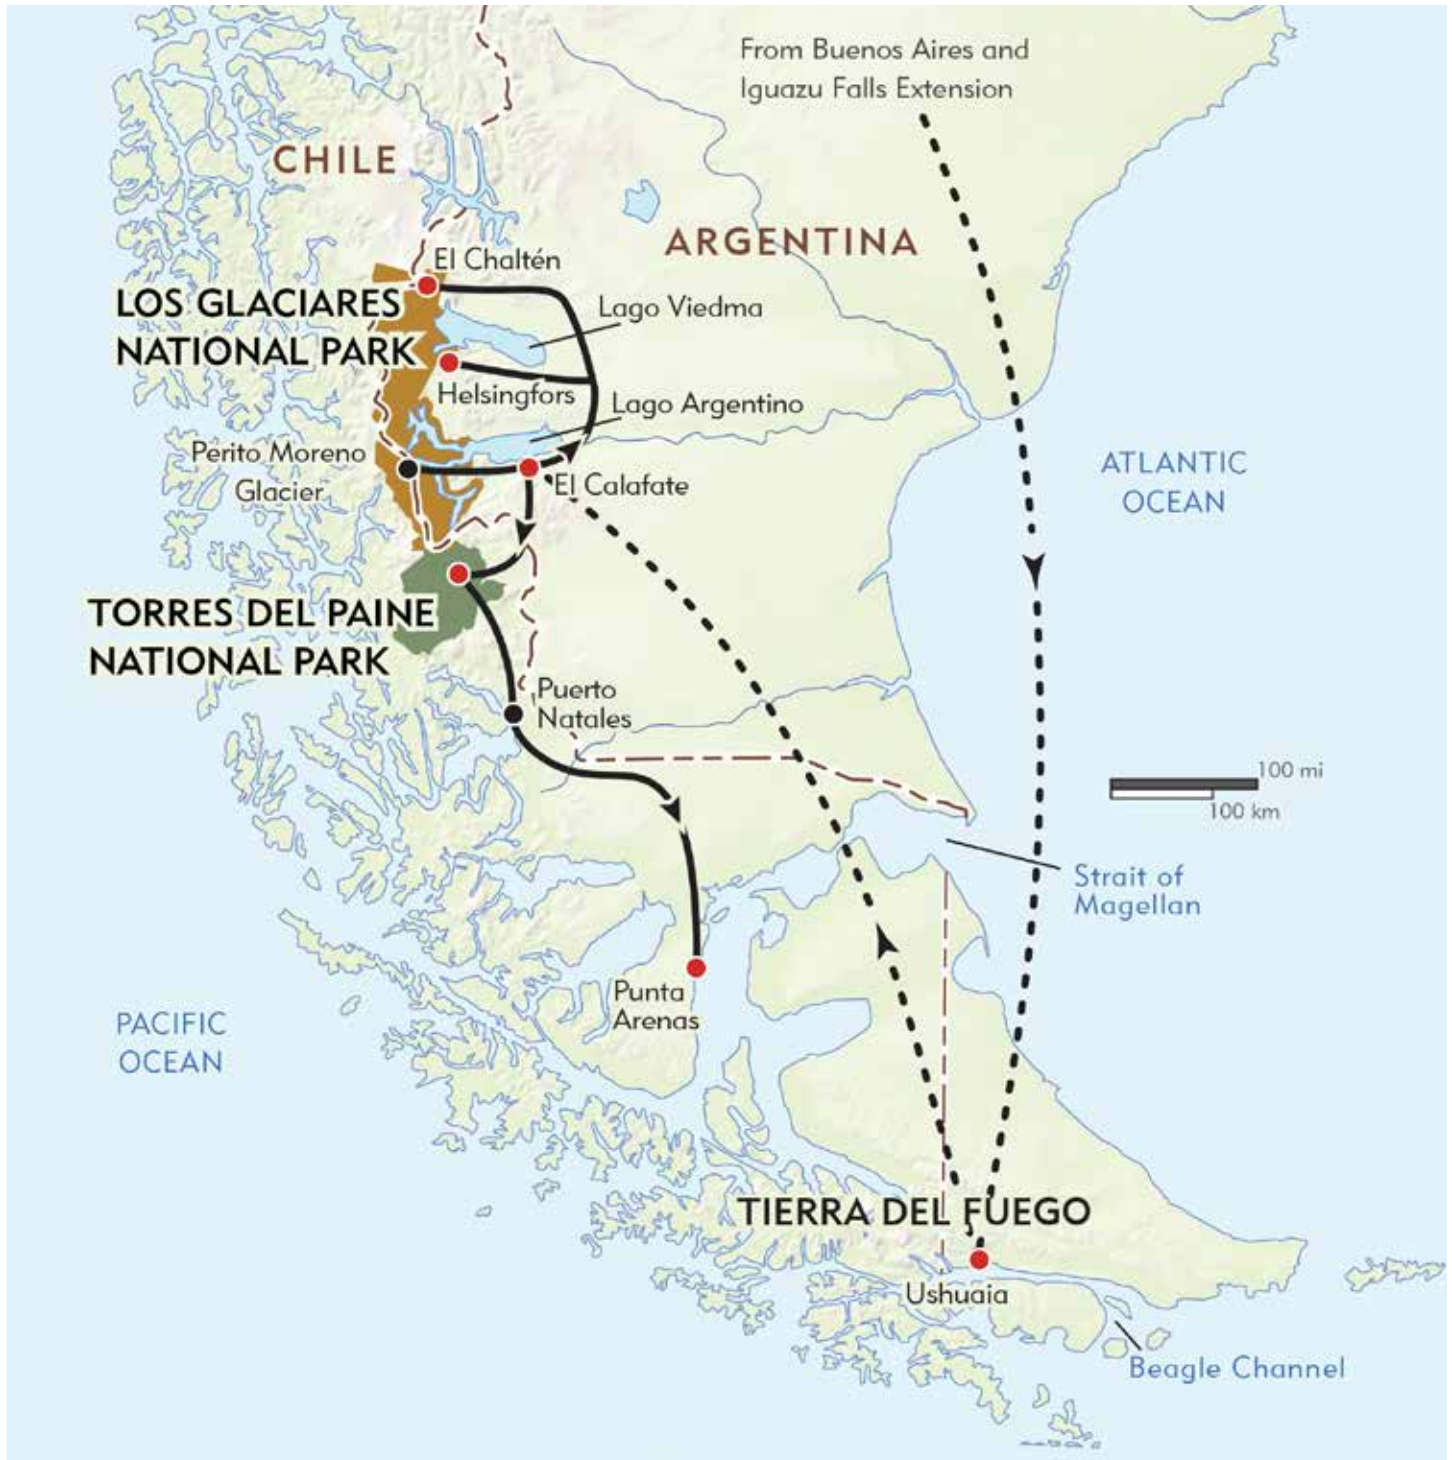 From Buenos Aires and
Iguazu Falls Extension
CHILE
ARGENTINA
El Chaltén
LOS GLACIARES
NATIONAL PARK
Lago Viedma
Helsingfors
Lago Argentino
Perito Moreno
Glacier
El Calafate
ATLANTIC
OCEAN
TORRES DEL PAINE
NATIONAL PARK
Puerto
Natales
100 mi
100 km
Strait of
Magellan
Punta
Arenas
PACIFIC
OCEAN
TIERRA DEL FUEGO
Ushuaia
Beagle Channel